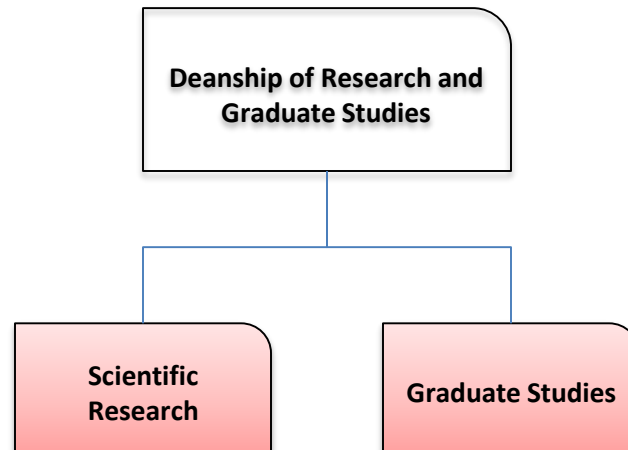 Deanship of Research and
Graduate Studies
Scientific
Research
Graduate Studies